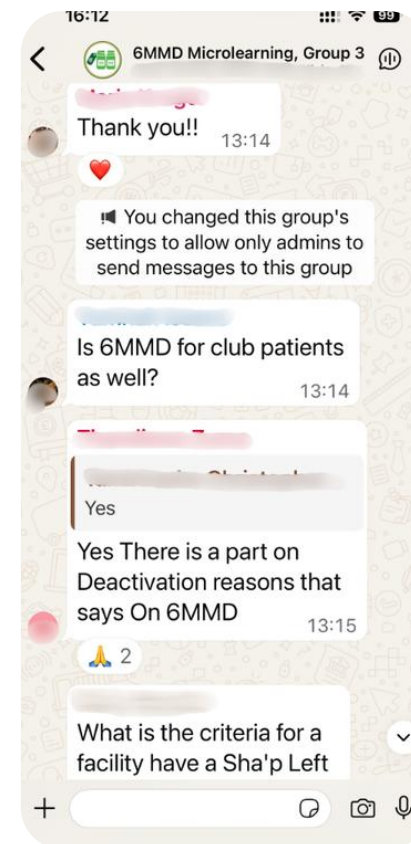 16:12
99
6MMD Microlearning, Group 3
Thank you!!
13:14
You changed this group's
settings to allow only admins to
send messages to this group
Is 6MMD for club patients
as well?
13:14
Yes
Yes There is a part on
Deactivation reasons that
says On 6MMD
13:15
2
What is the criteria for a
facility have a Sha'p Left